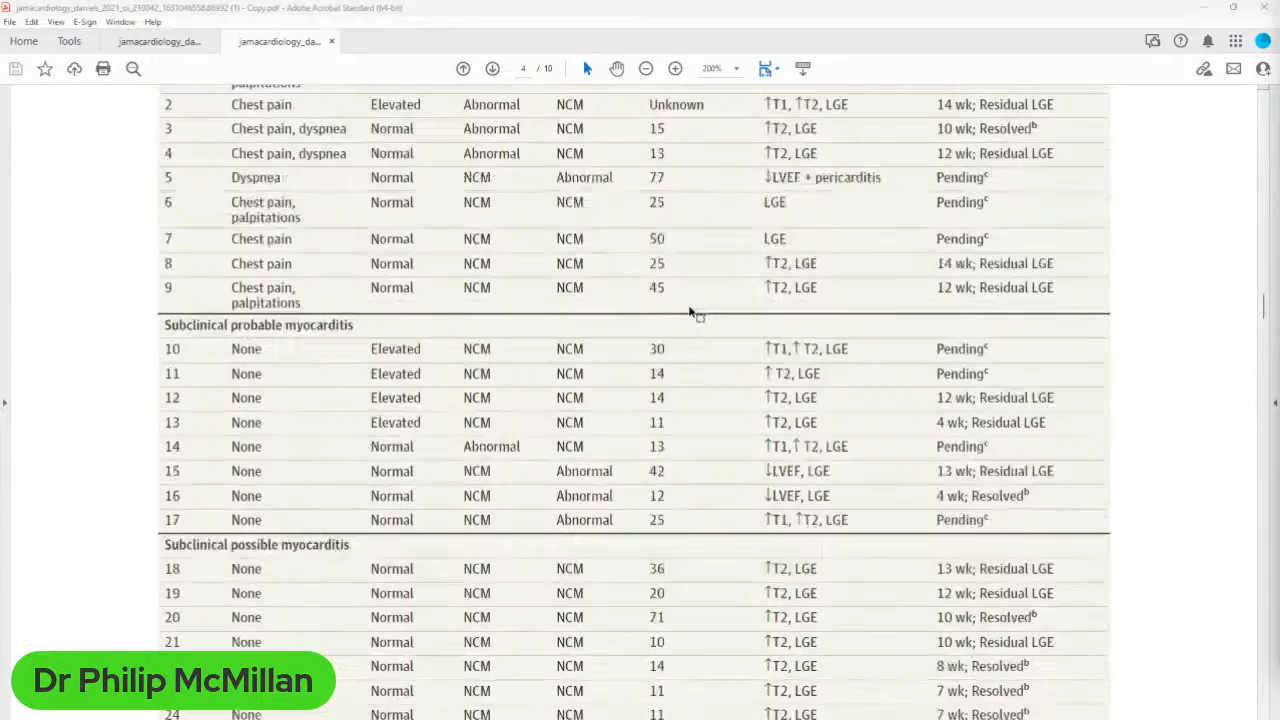 jamacardiology_daniels_2021_oi_210042_1631046558.86932 (1) - Copy.pdf - Adobe Acrobat Standard (64-bit)
File Edit View E-Sign Window Help
Home Tools jamacardiology_da... jamacardiology_da... ×
4 / 10 200%
palpitations
2 Chest pain Elevated Abnormal NCM Unknown ↑T1, ↑T2, LGE 14 wk; Residual LGE
3 Chest pain, dyspnea Normal Abnormal NCM 15 ↑T2, LGE 10 wk; Resolvedᵇ
4 Chest pain, dyspnea Normal Abnormal NCM 13 ↑T2, LGE 12 wk; Residual LGE
5 Dyspnea Normal NCM Abnormal 77 ↓LVEF + pericarditis Pendingᶜ
6 Chest pain, palpitations Normal NCM NCM 25 LGE Pendingᶜ
7 Chest pain Normal NCM NCM 50 LGE Pendingᶜ
8 Chest pain Normal NCM NCM 25 ↑T2, LGE 14 wk; Residual LGE
9 Chest pain, palpitations Normal NCM NCM 45 ↑T2, LGE 12 wk; Residual LGE
Subclinical probable myocarditis
10 None Elevated NCM NCM 30 ↑T1,↑ T2, LGE Pendingᶜ
11 None Elevated NCM NCM 14 ↑ T2, LGE Pendingᶜ
12 None Elevated NCM NCM 14 ↑T2, LGE 12 wk; Residual LGE
13 None Elevated NCM NCM 11 ↑T2, LGE 4 wk; Residual LGE
14 None Normal Abnormal NCM 13 ↑T1,↑ T2, LGE Pendingᶜ
15 None Normal NCM Abnormal 42 ↓LVEF, LGE 13 wk; Residual LGE
16 None Normal NCM Abnormal 12 ↓LVEF, LGE 4 wk; Resolvedᵇ
17 None Normal NCM Abnormal 25 ↑T1, ↑T2, LGE Pendingᶜ
Subclinical possible myocarditis
18 None Normal NCM NCM 36 ↑T2, LGE 13 wk; Residual LGE
19 None Normal NCM NCM 20 ↑T2, LGE 12 wk; Residual LGE
20 None Normal NCM NCM 71 ↑T2, LGE 10 wk; Resolvedᵇ
21 None Normal NCM NCM 10 ↑T2, LGE 10 wk; Residual LGE
Normal NCM NCM 14 ↑T2, LGE 8 wk; Resolvedᵇ
Normal NCM NCM 11 ↑T2, LGE 7 wk; Resolvedᵇ
24 None Normal NCM NCM 11 ↑T2, LGE 7 wk; Resolvedᵇ
Dr Philip McMillan